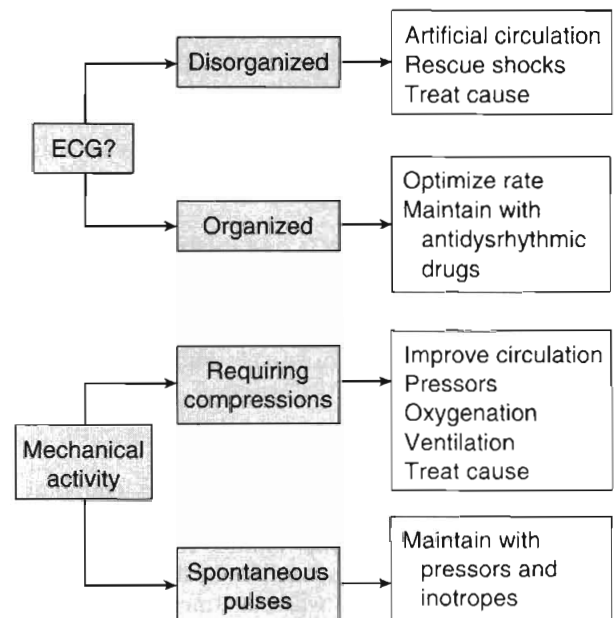 Disorganized
Artificial circulation
Rescue shocks
Treat cause
ECG?
Organized
Optimize rate
Maintain with
antidysrhythmic
drugs
Requiring
compressions
Improve circulation
Pressors
Oxygenation
Ventilation
Treat cause
Mechanical
activity
Spontaneous
pulses
Maintain with
pressors and
inotropes